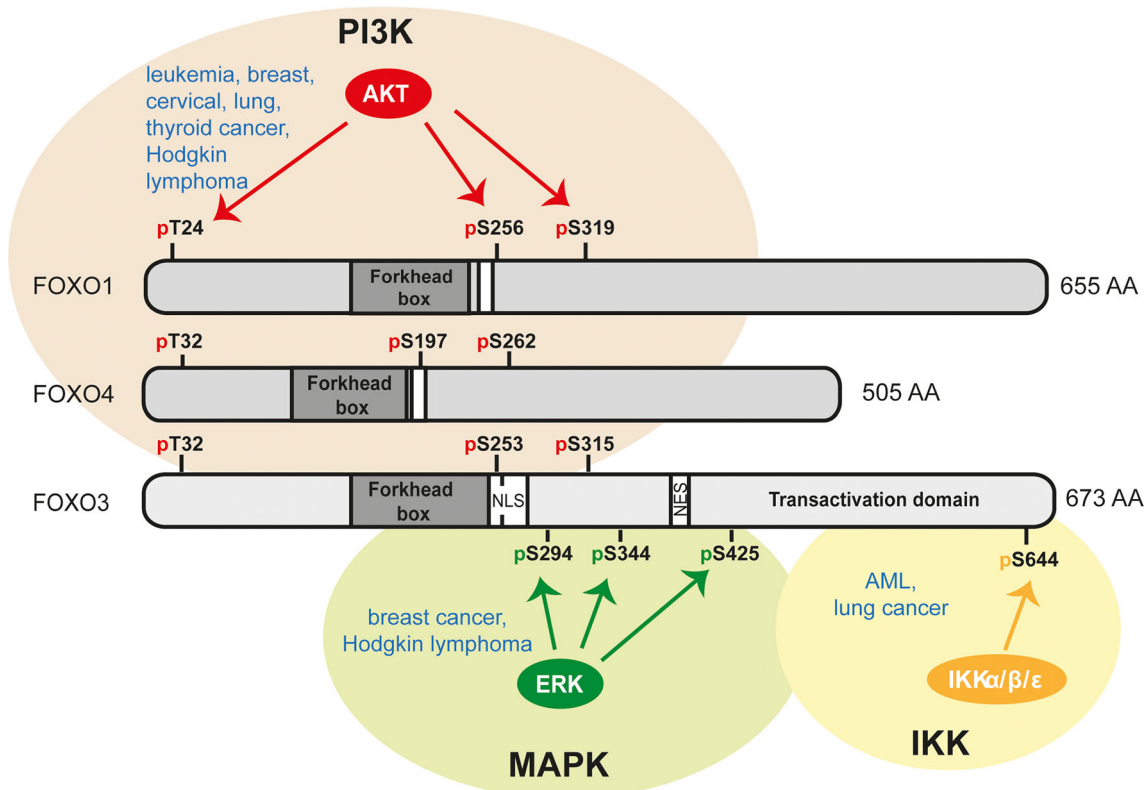 PI3K
leukemia, breast,
cervical, lung,
thyroid cancer,
Hodgkin
lymphoma
AKT
pT24
pS256
pS319
FOXO1
Forkhead
box
655 AA
pT32
pS197
pS262
FOXO4
Forkhead
box
505 AA
pT32
pS253
pS315
FOXO3
Forkhead
box
NLS
NES
Transactivation domain
673 AA
pS294
pS344
pS425
pS644
breast cancer,
Hodgkin lymphoma
AML,
lung cancer
ERK
IKKα/β/ε
MAPK
IKK